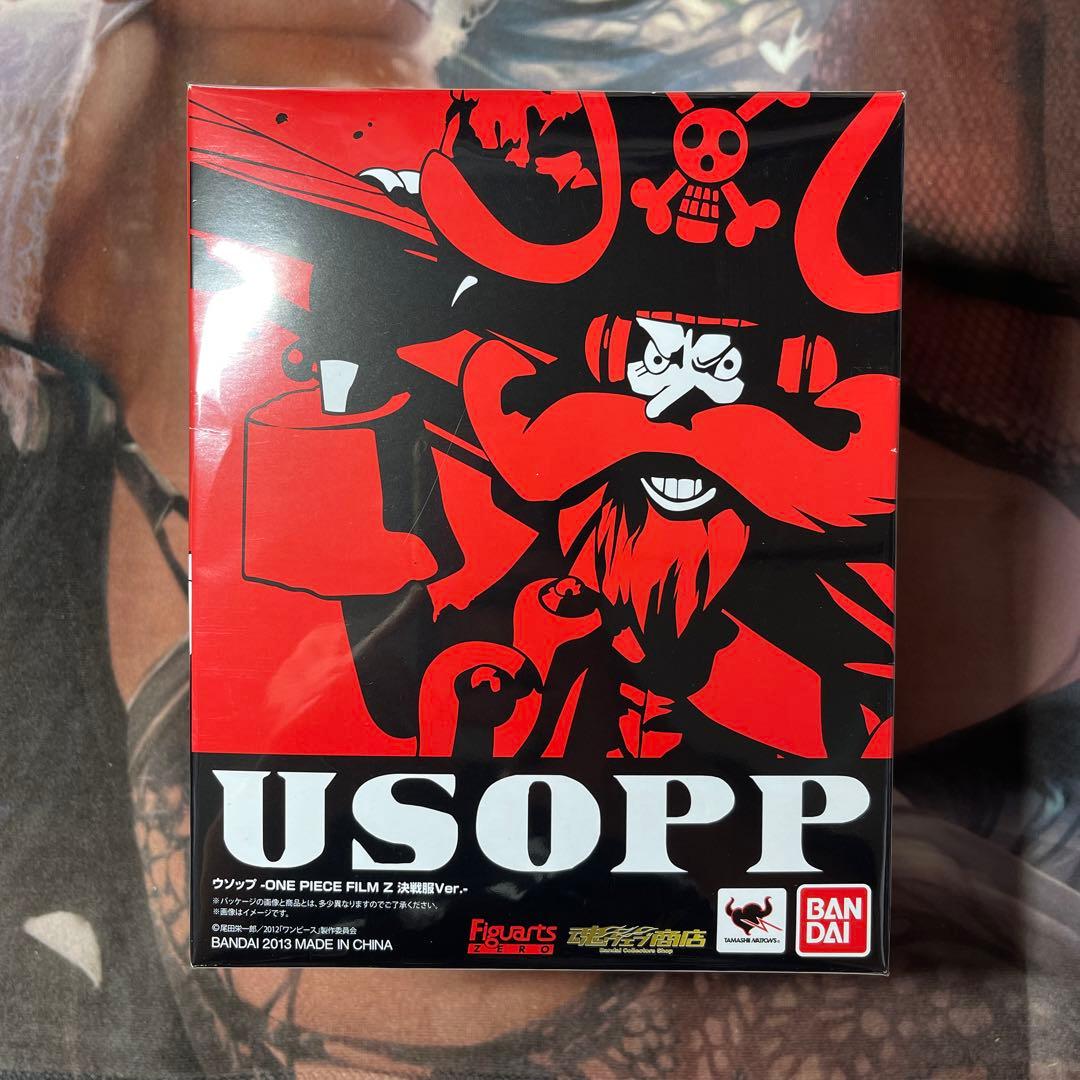 USOPP
ウソップ -ONE PIECE FILM Z 決戦服Ver.-
※パッケージの画像と商品とは、多少異なりますのでご了承ください。
※画像はイメージです。
©尾田栄一郎／2012「ワンピース」製作委員会
BANDAI 2013 MADE IN CHINA
Figuarts
ZERO
魂ウェブ商店
Bandai Collectors Shop
TAMASHII NATIONS®
BAN
DAI